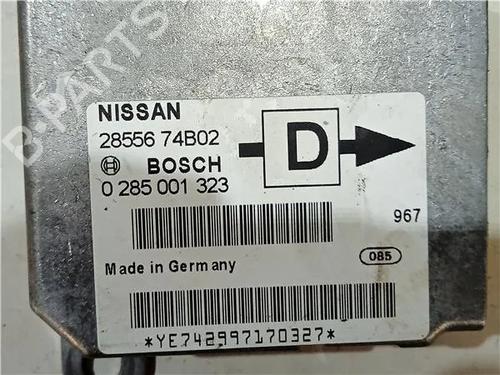 B-PARTS
NISSAN
28556 74B02
BOSCH
D
0 285 001 323
967
Made in Germany
085
*YE742997170327*